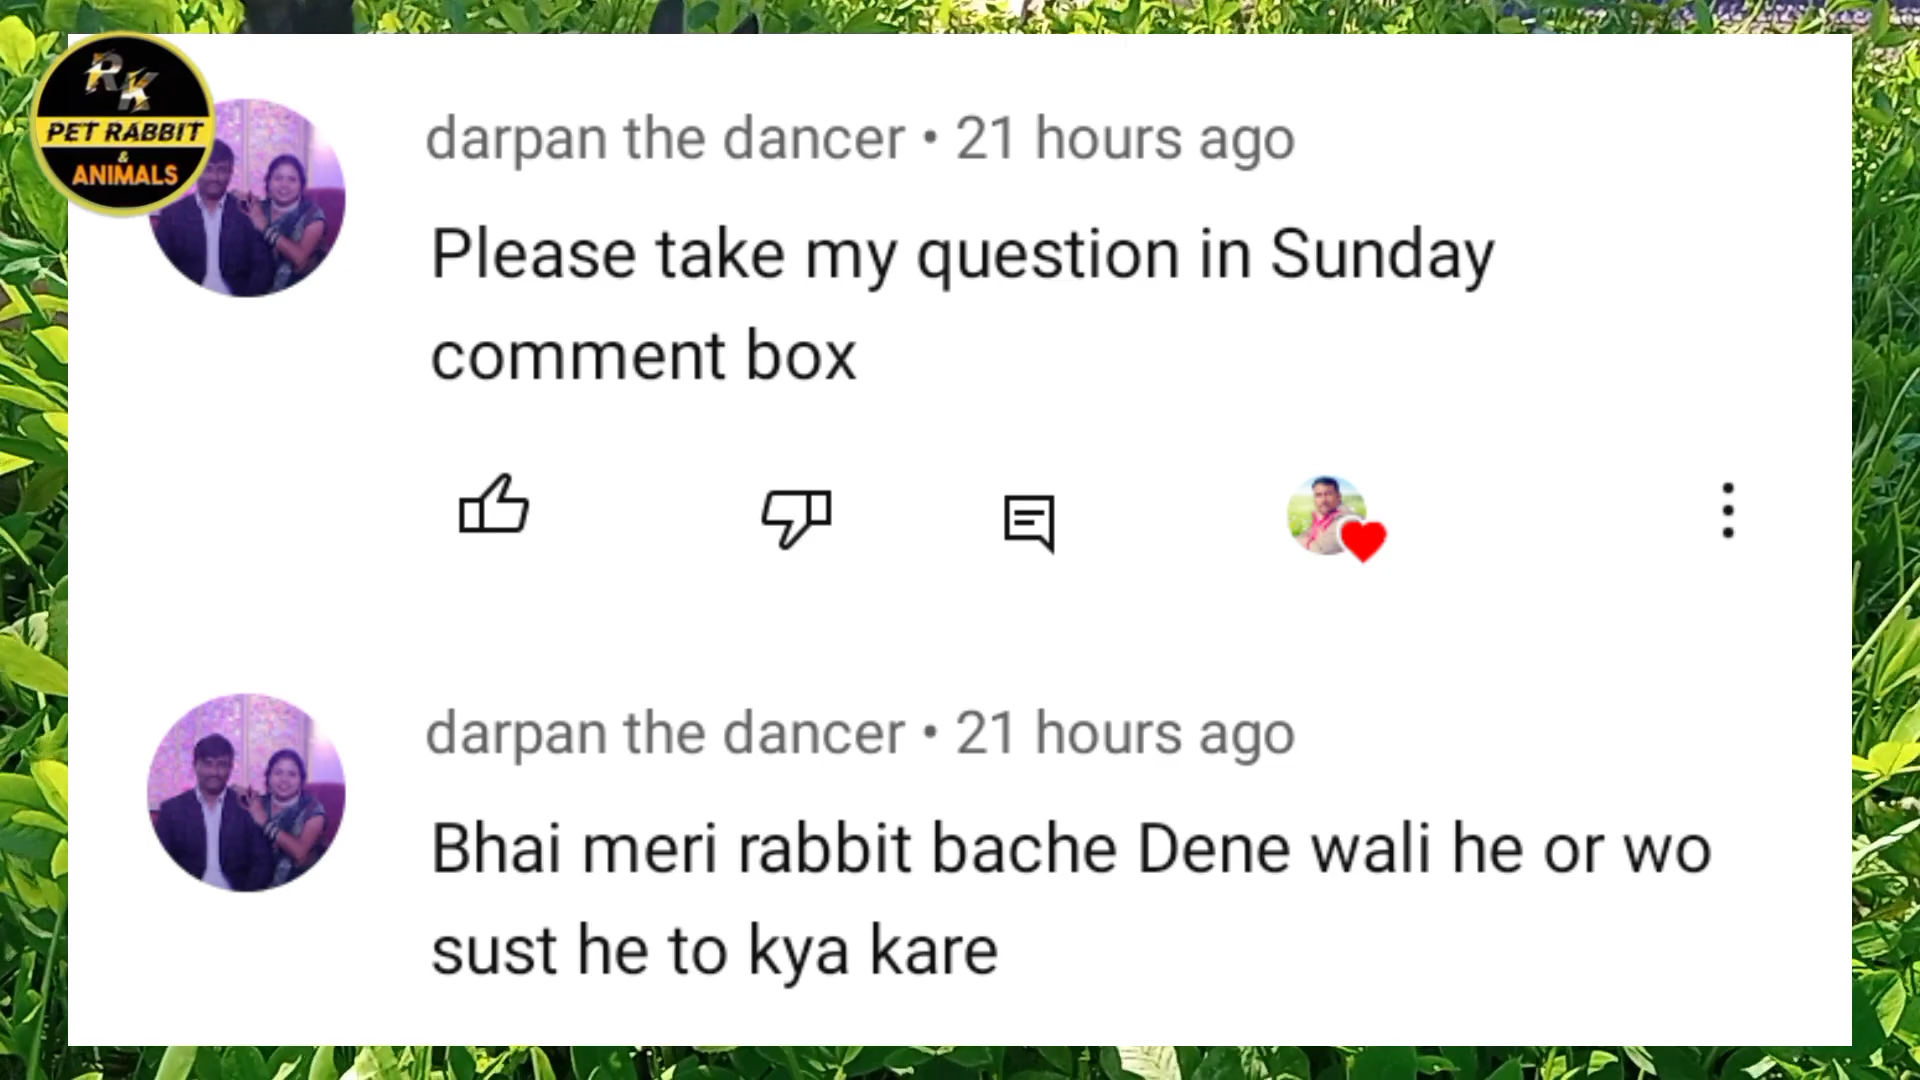 RK
PET RABBIT
&
ANIMALS
darpan the dancer • 21 hours ago
Please take my question in Sunday
comment box
darpan the dancer • 21 hours ago
Bhai meri rabbit bache Dene wali he or wo
sust he to kya kare